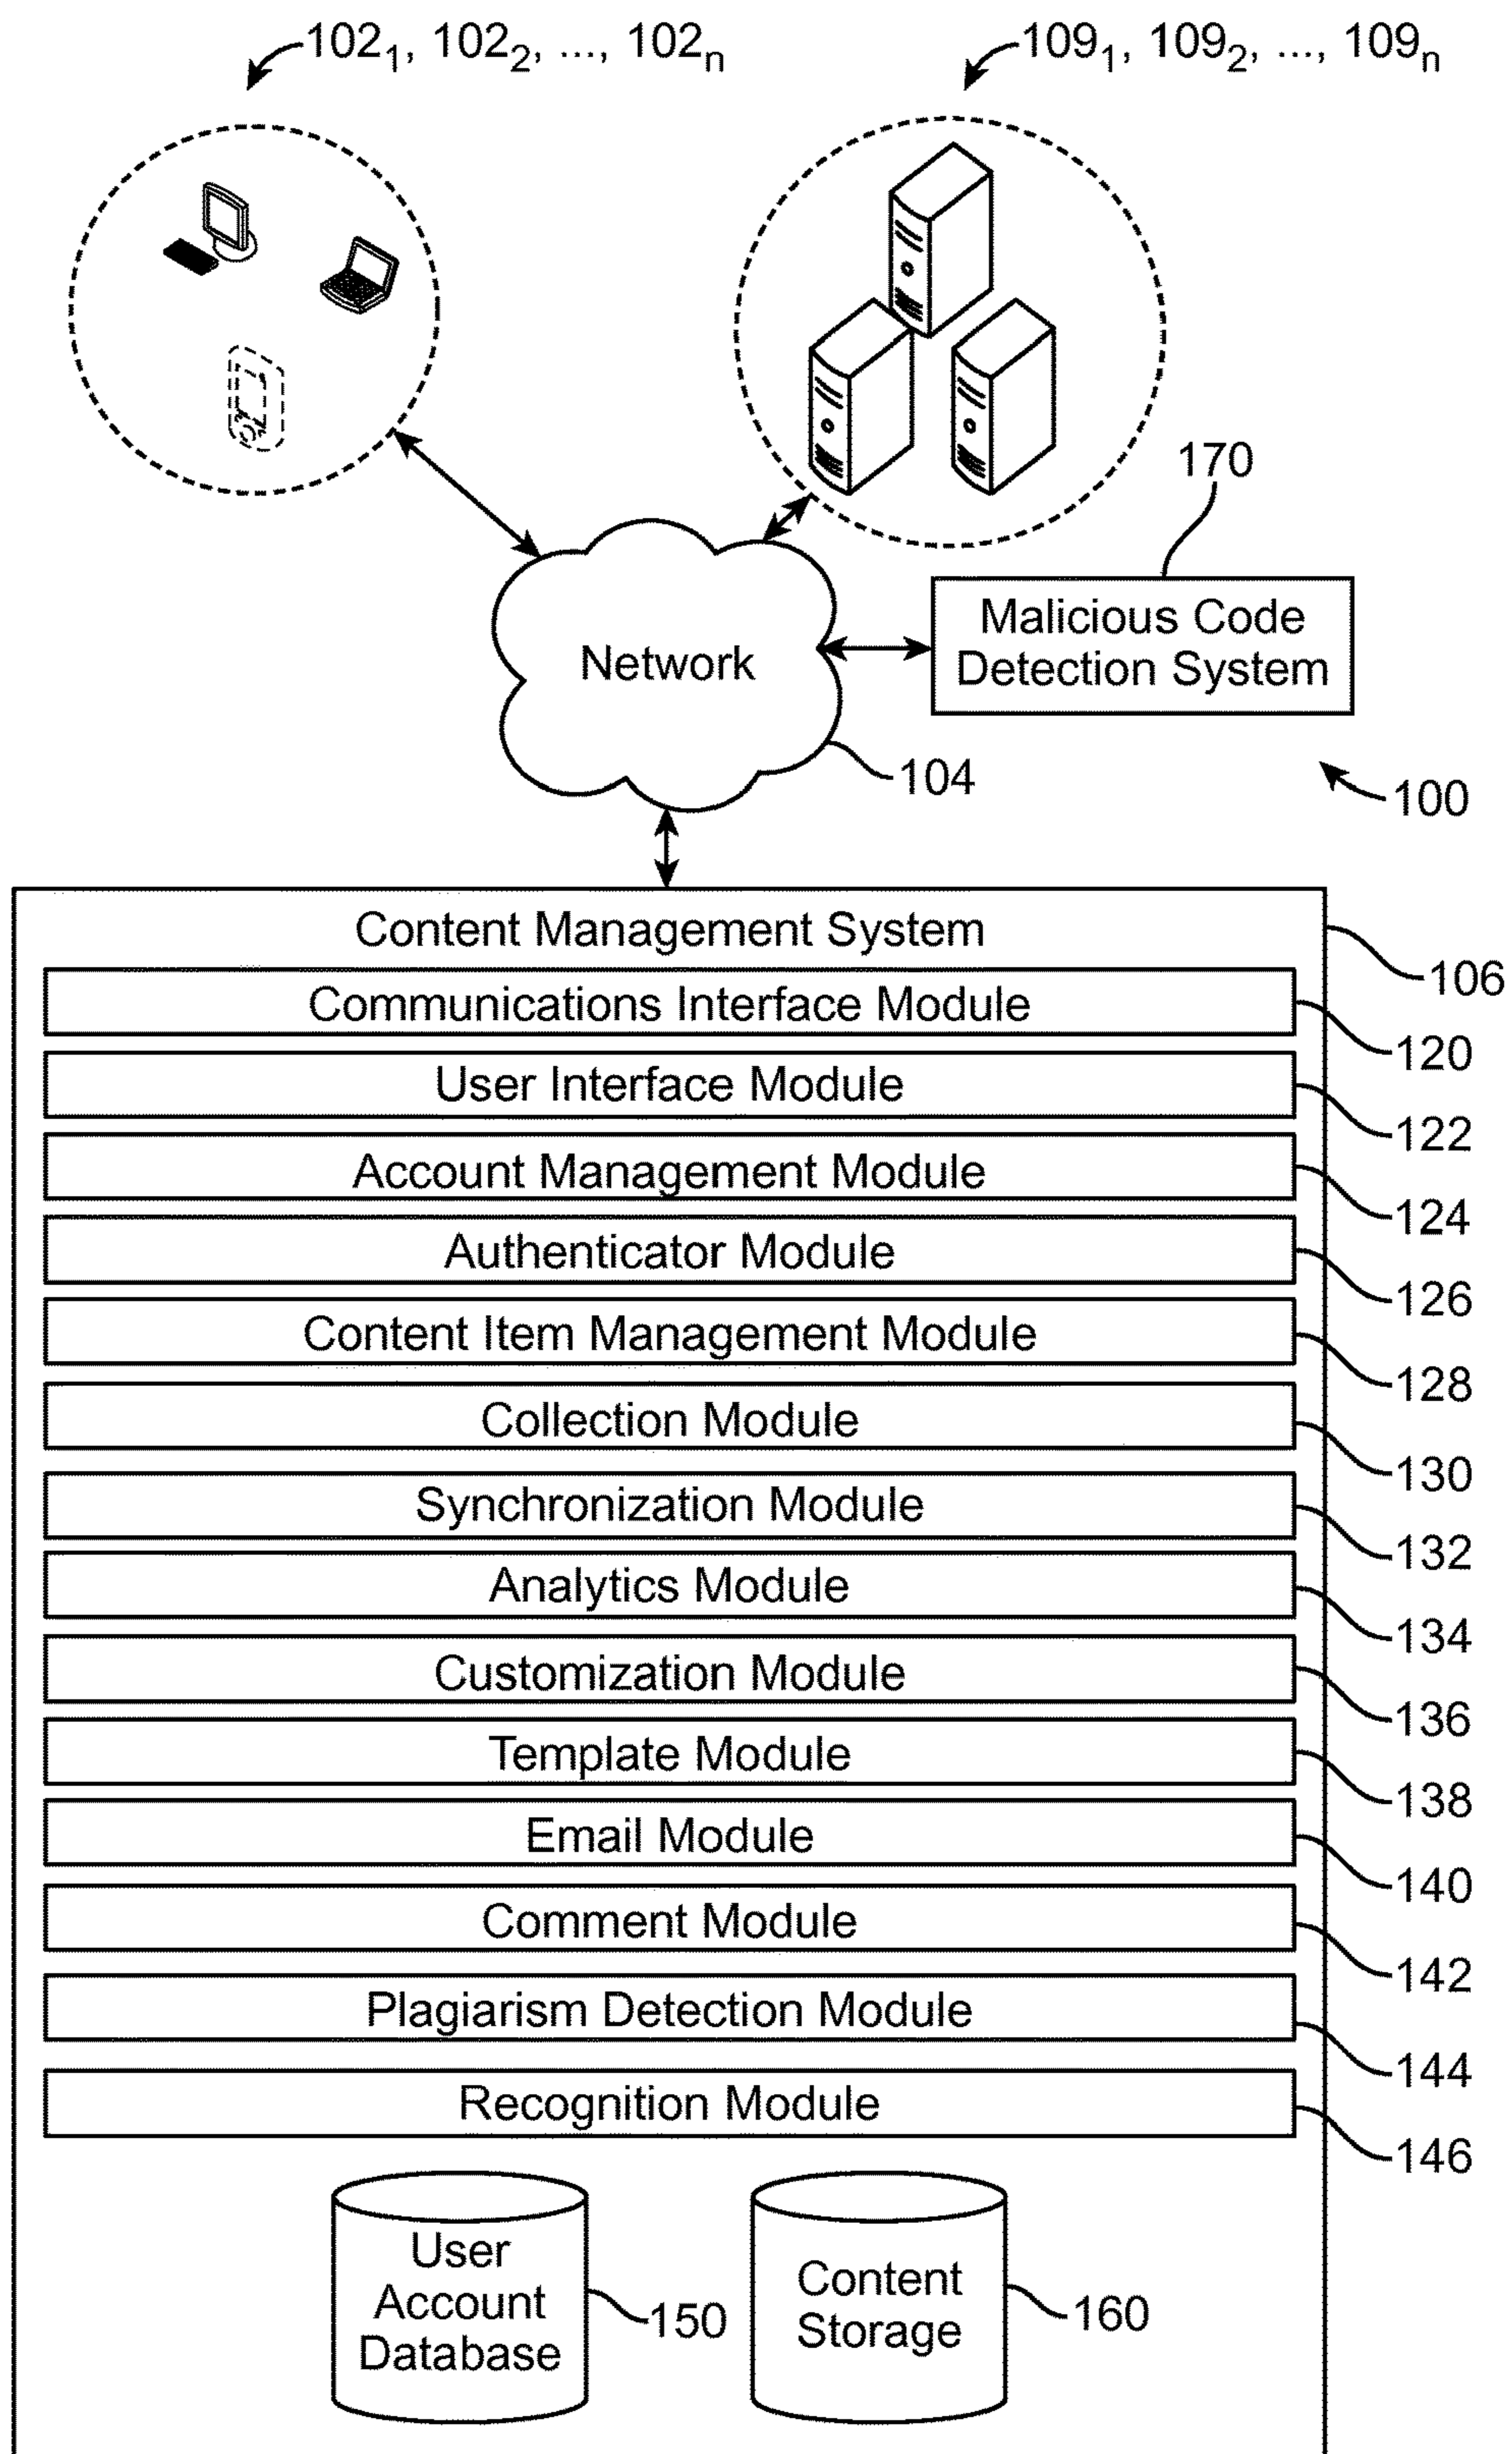 102₁, 102₂, ..., 102ₙ
109₁, 109₂, ..., 109ₙ
170
Malicious Code
Detection System
Network
104
100
Content Management System
106
Communications Interface Module
120
User Interface Module
122
Account Management Module
124
Authenticator Module
126
Content Item Management Module
128
Collection Module
130
Synchronization Module
132
Analytics Module
134
Customization Module
136
Template Module
138
Email Module
140
Comment Module
142
Plagiarism Detection Module
144
Recognition Module
146
User
Account
Database
150
Content
Storage
160